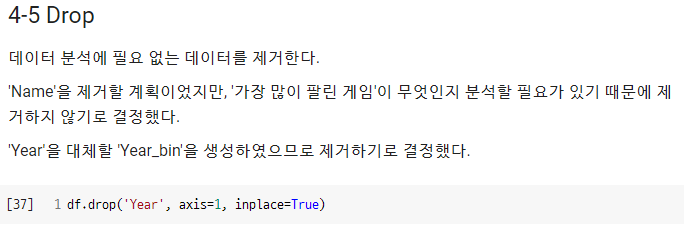 4-5 Drop
데이터 분석에 필요 없는 데이터를 제거한다.
'Name'을 제거할 계획이었지만, '가장 많이 팔린 게임'이 무엇인지 분석할 필요가 있기 때문에 제
거하지 않기로 결정했다.
'Year'을 대체할 'Year_bin'을 생성하였으므로 제거하기로 결정했다.
[37] 1 df.drop('Year', axis=1, inplace=True)